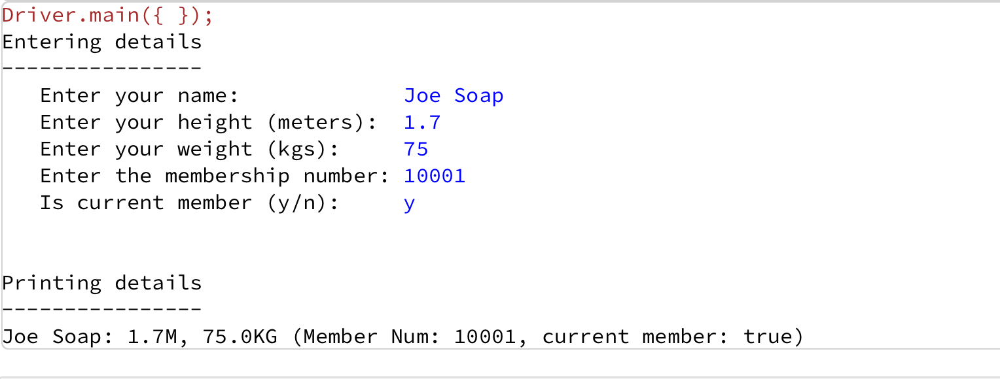 Driver.main({ });
Entering details
----------------
   Enter your name:             Joe Soap
   Enter your height (meters):  1.7
   Enter your weight (kgs):     75
   Enter the membership number: 10001
   Is current member (y/n):     y
Printing details
----------------
Joe Soap: 1.7M, 75.0KG (Member Num: 10001, current member: true)